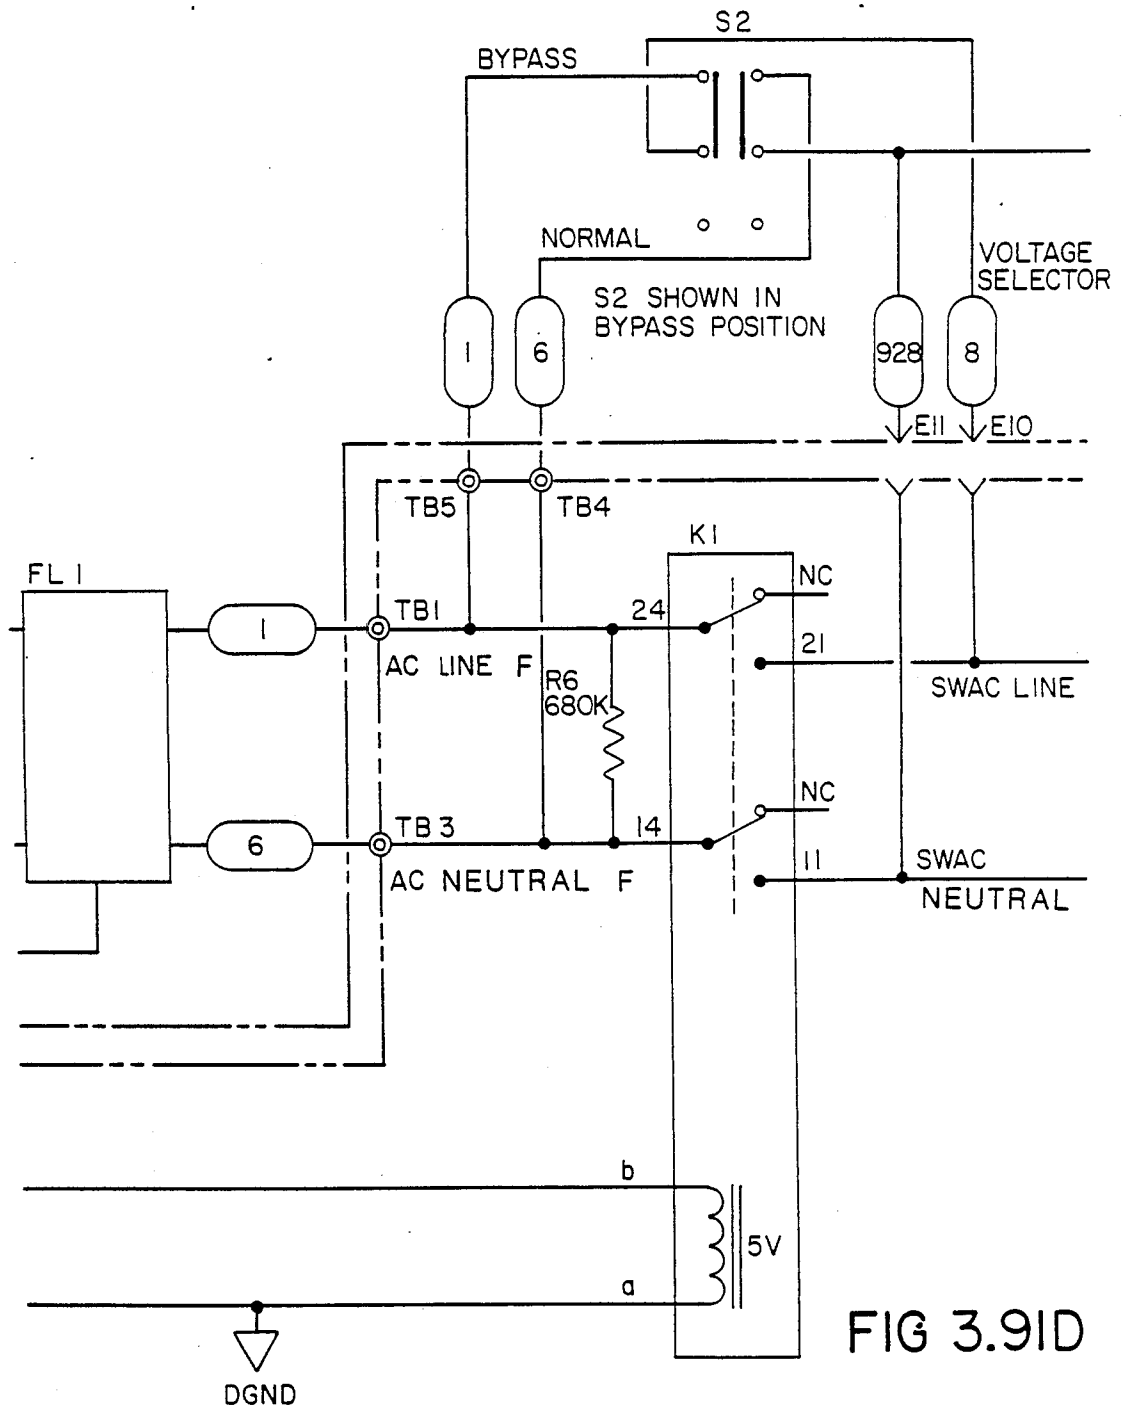 S2
BYPASS
NORMAL
VOLTAGE
SELECTOR
S2 SHOWN IN
BYPASS POSITION
1
6
928
8
E11
E10
TB5
TB4
K1
FL 1
NC
1
TB1
24
21
AC LINE F
R6
680K
SWAC LINE
NC
6
TB3
14
11
SWAC
NEUTRAL
AC NEUTRAL F
b
5V
a
FIG 3.91D
DGND